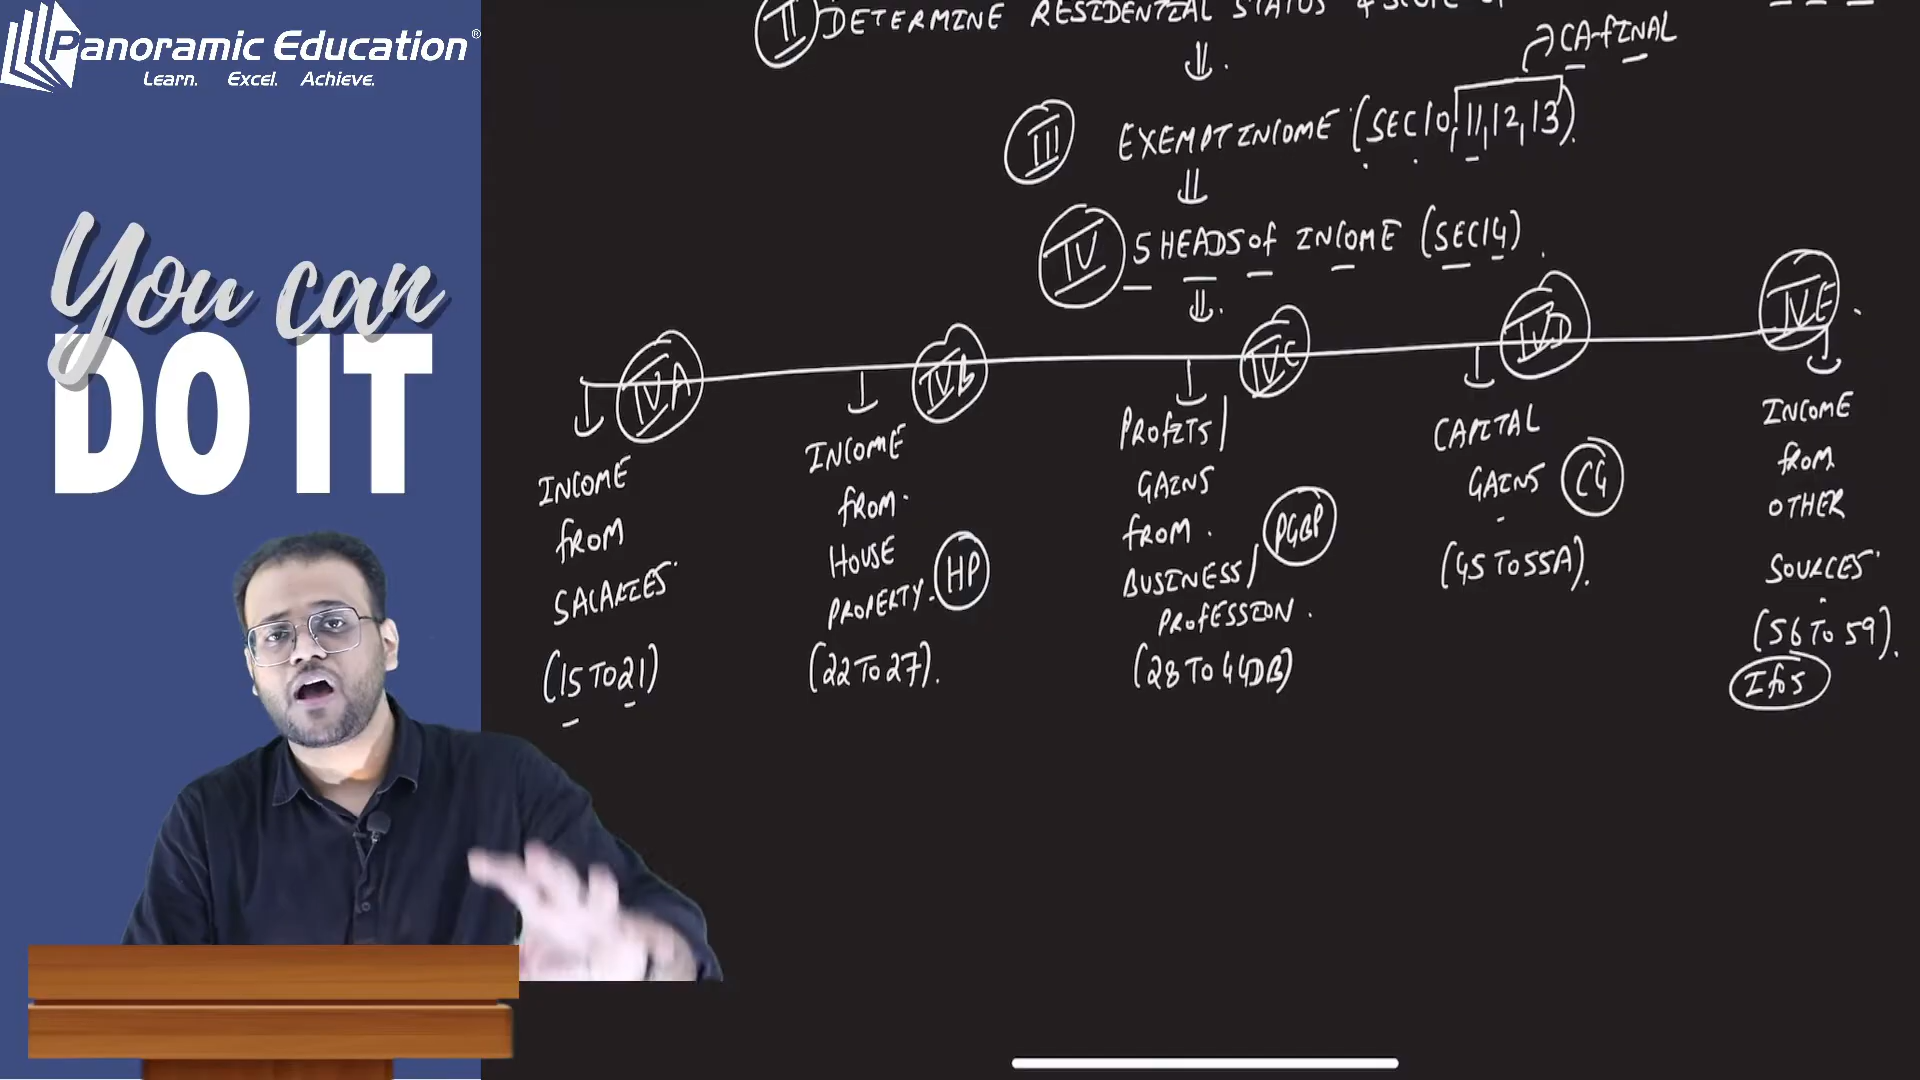 Panoramic Education®
Learn. Excel. Achieve.
You can
DO IT
II DETERMINE RESIDENTIAL STATUS & SCOPE OF
CA-FINAL
III EXEMPT INCOME (SEC 10, 11, 12, 13).
IV 5 HEADS OF INCOME (SEC 14).
IVA
INCOME
FROM
SALARIES
(15 TO 21)
IVB
INCOME
FROM
HOUSE
PROPERTY. HP
(22 TO 27).
IVC
PROFITS/
GAINS
FROM.
BUSINESS/ PGBP
PROFESSION.
(28 TO 44DB)
IVD
CAPITAL
GAINS CG
(45 TO 55A).
IVE.
INCOME
FROM
OTHER
SOURCES
(56 TO 59).
Ifos